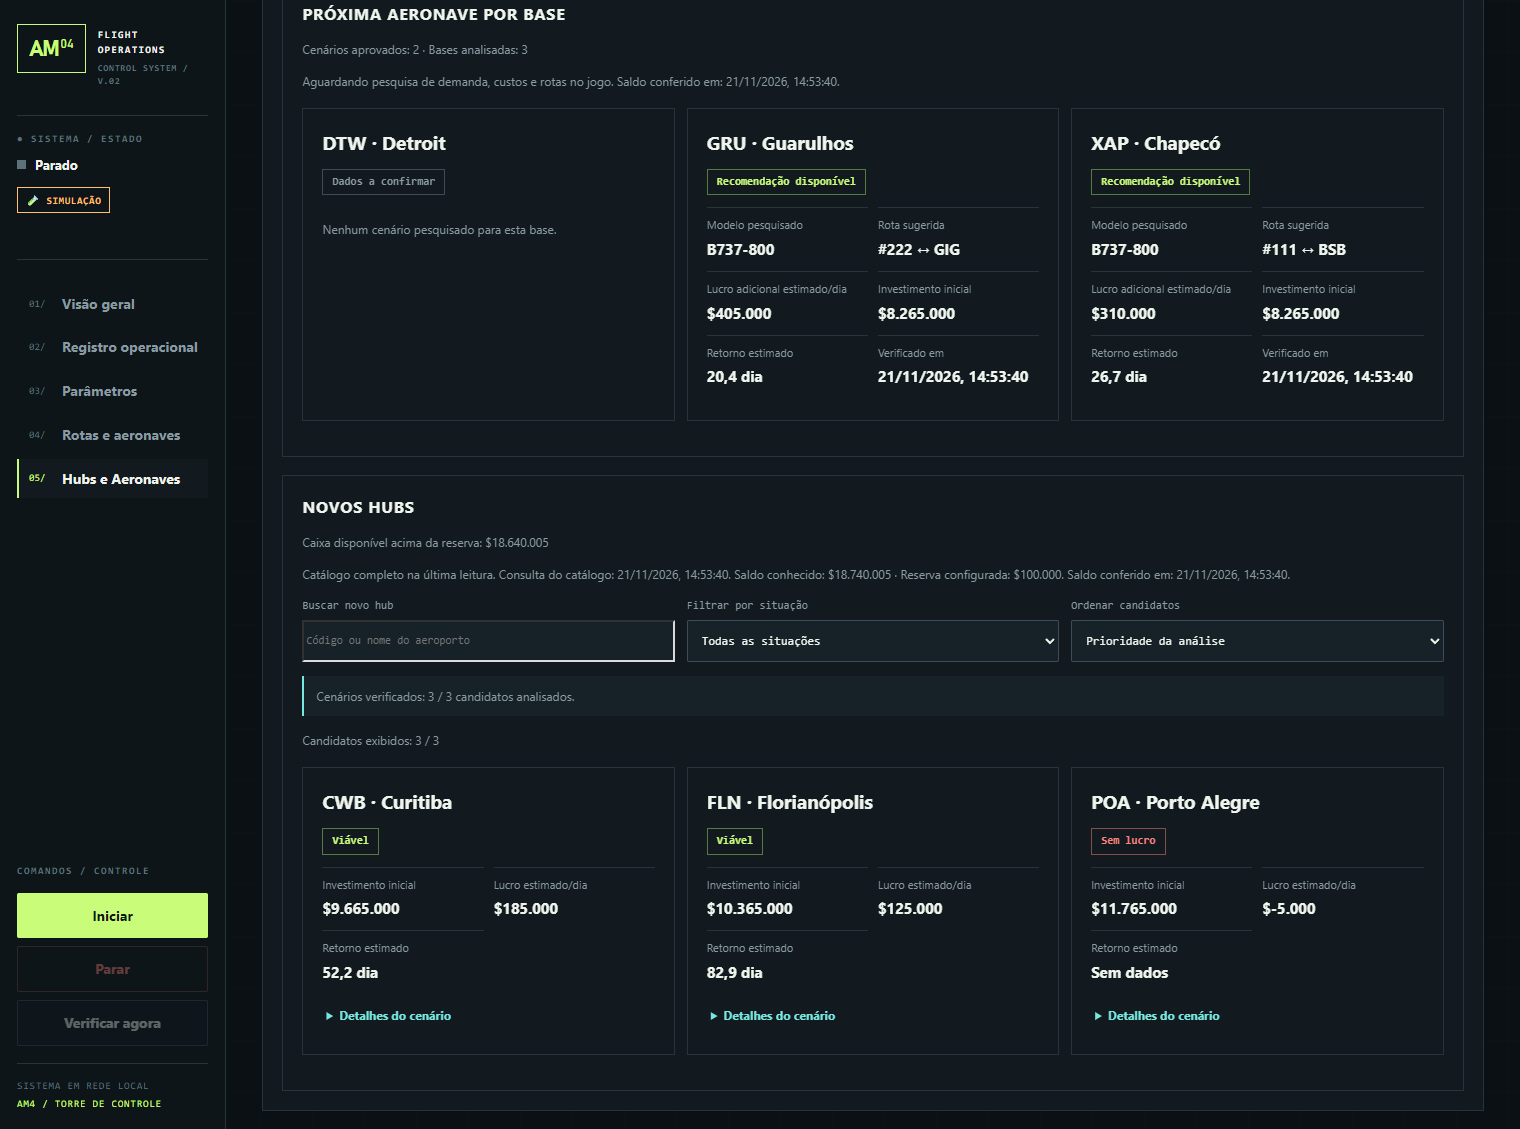 AM04
FLIGHT
OPERATIONS
CONTROL SYSTEM /
V.02
SISTEMA / ESTADO
Parado
SIMULAÇÃO
01/ Visão geral
02/ Registro operacional
03/ Parâmetros
04/ Rotas e aeronaves
05/ Hubs e Aeronaves
COMANDOS / CONTROLE
Iniciar
Parar
Verificar agora
SISTEMA EM REDE LOCAL
AM4 / TORRE DE CONTROLE
PRÓXIMA AERONAVE POR BASE
Cenários aprovados: 2 · Bases analisadas: 3
Aguardando pesquisa de demanda, custos e rotas no jogo. Saldo conferido em: 21/11/2026, 14:53:40.
DTW · Detroit
Dados a confirmar
Nenhum cenário pesquisado para esta base.
GRU · Guarulhos
Recomendação disponível
Modelo pesquisado
B737-800
Rota sugerida
#222 ↔ GIG
Lucro adicional estimado/dia
$405.000
Investimento inicial
$8.265.000
Retorno estimado
20,4 dia
Verificado em
21/11/2026, 14:53:40
XAP · Chapecó
Recomendação disponível
Modelo pesquisado
B737-800
Rota sugerida
#111 ↔ BSB
Lucro adicional estimado/dia
$310.000
Investimento inicial
$8.265.000
Retorno estimado
26,7 dia
Verificado em
21/11/2026, 14:53:40
NOVOS HUBS
Caixa disponível acima da reserva: $18.640.005
Catálogo completo na última leitura. Consulta do catálogo: 21/11/2026, 14:53:40. Saldo conhecido: $18.740.005 · Reserva configurada: $100.000. Saldo conferido em: 21/11/2026, 14:53:40.
Buscar novo hub
Código ou nome do aeroporto
Filtrar por situação
Todas as situações
Ordenar candidatos
Prioridade da análise
Cenários verificados: 3 / 3 candidatos analisados.
Candidatos exibidos: 3 / 3
CWB · Curitiba
Viável
Investimento inicial
$9.665.000
Lucro estimado/dia
$185.000
Retorno estimado
52,2 dia
Detalhes do cenário
FLN · Florianópolis
Viável
Investimento inicial
$10.365.000
Lucro estimado/dia
$125.000
Retorno estimado
82,9 dia
Detalhes do cenário
POA · Porto Alegre
Sem lucro
Investimento inicial
$11.765.000
Lucro estimado/dia
$-5.000
Retorno estimado
Sem dados
Detalhes do cenário